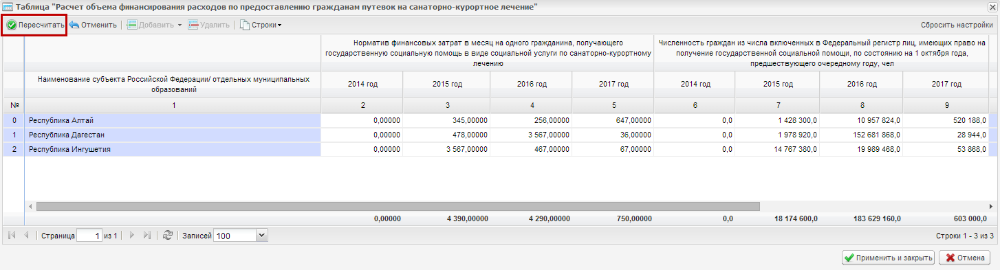 Таблица "Расчет объема финансирования расходов по предоставлению гражданам путевок на санаторно-курортное лечение"
Пересчитать Отменить Добавить Удалить Строки Сбросить настройки
Норматив финансовых затрат в месяц на одного гражданина, получающего государственную социальную помощь в виде социальной услуги по санаторно-курортному лечению
Численность граждан из числа включенных в Федеральный регистр лиц, имеющих право на получение государственной социальной помощи, по состоянию на 1 октября года, предшествующего очередному году, чел
Наименование субъекта Российской Федерации/ отдельных муниципальных образований
2014 год 2015 год 2016 год 2017 год 2014 год 2015 год 2016 год 2017 год
№ 1 2 3 4 5 6 7 8 9
0 Республика Алтай 0,00000 345,00000 256,00000 647,00000 0,0 1 428 300,0 10 957 824,0 520 188,0
1 Республика Дагестан 0,00000 478,00000 3 567,00000 36,00000 0,0 1 978 920,0 152 681 868,0 28 944,0
2 Республика Ингушетия 0,00000 3 567,00000 467,00000 67,00000 0,0 14 767 380,0 19 989 468,0 53 868,0
0,00000 4 390,00000 4 290,00000 750,00000 0,0 18 174 600,0 183 629 160,0 603 000,0
Страница 1 из 1 Записей 100 Строки 1 - 3 из 3
Применить и закрыть Отмена